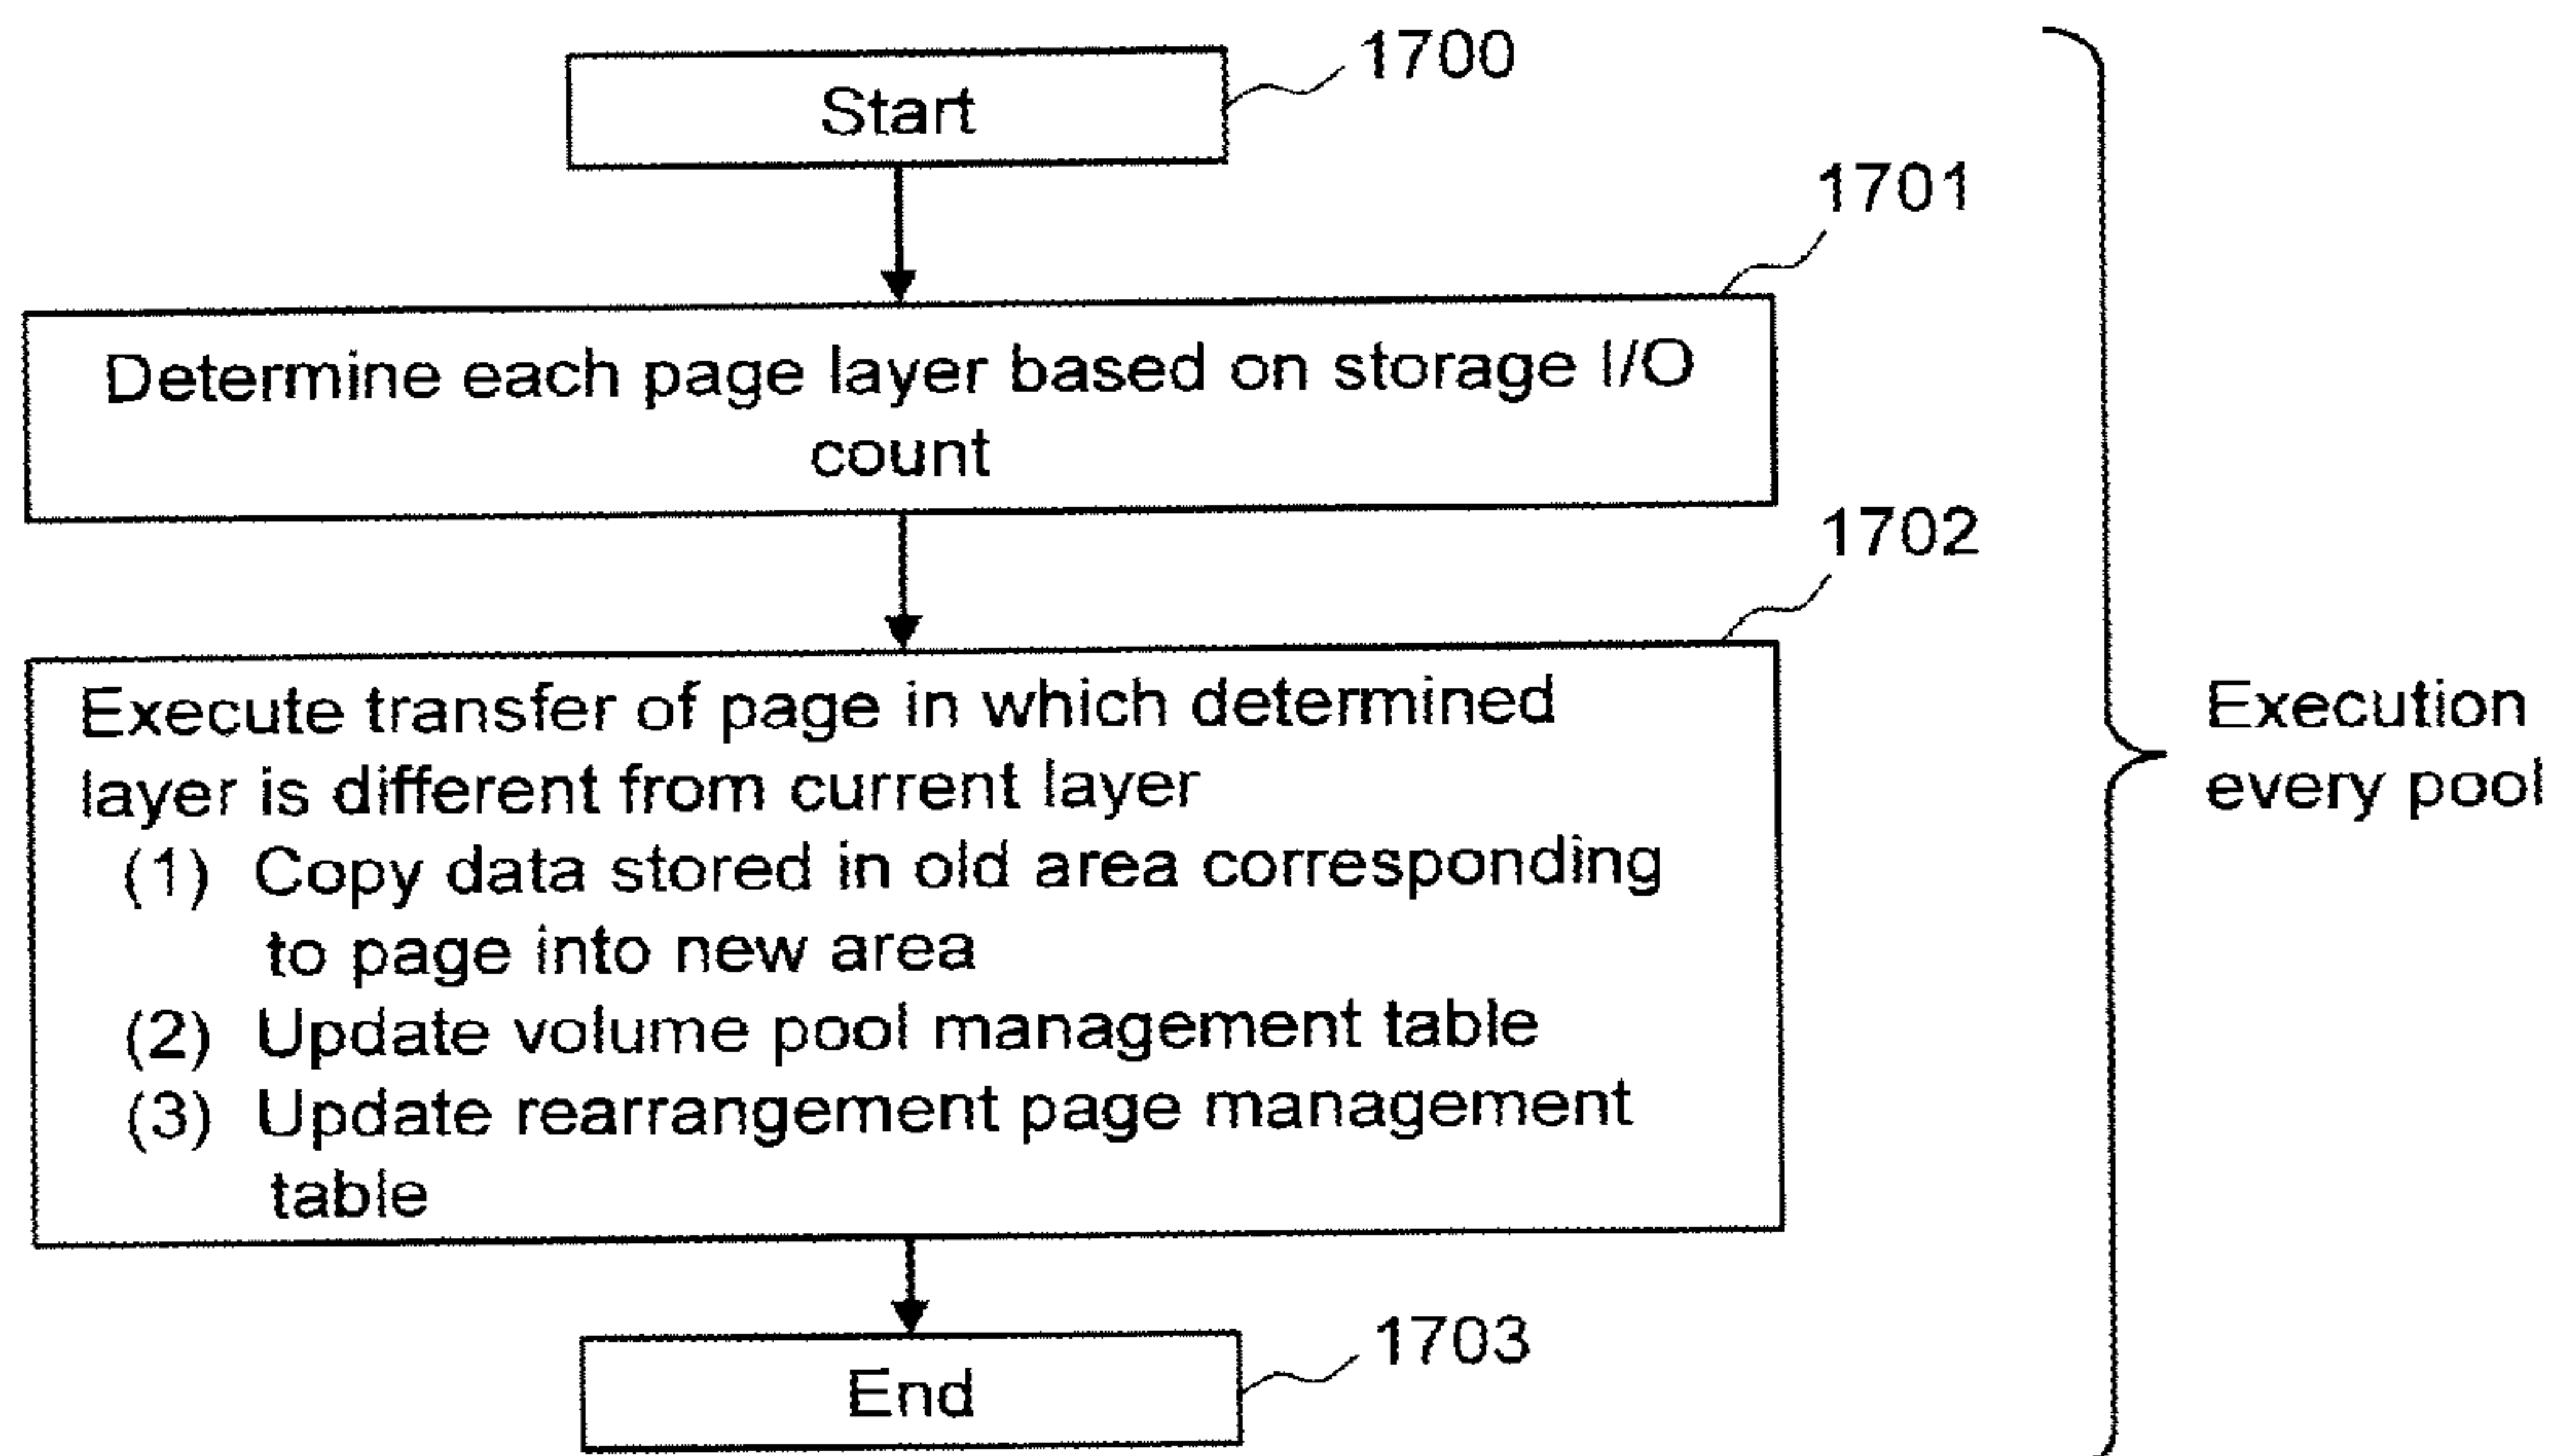 Start
1700
1701
Determine each page layer based on storage I/O
count
1702
Execute transfer of page in which determined
layer is different from current layer
(1) Copy data stored in old area corresponding
to page into new area
(2) Update volume pool management table
(3) Update rearrangement page management
table
Execution
every pool
End
1703